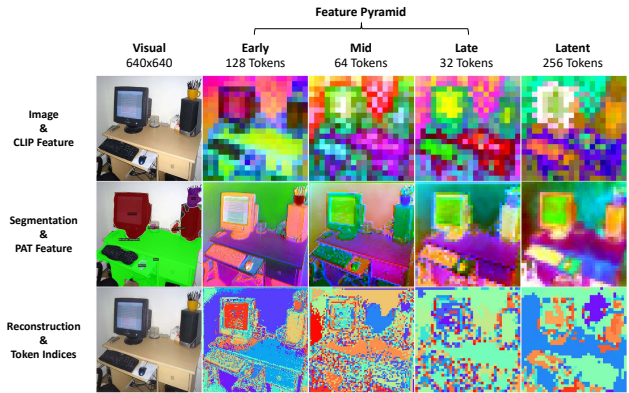 Feature Pyramid
Visual Early Mid Late Latent
640x640 128 Tokens 64 Tokens 32 Tokens 256 Tokens
Image
&
CLIP Feature
Segmentation
&
PAT Feature
Reconstruction
&
Token Indices